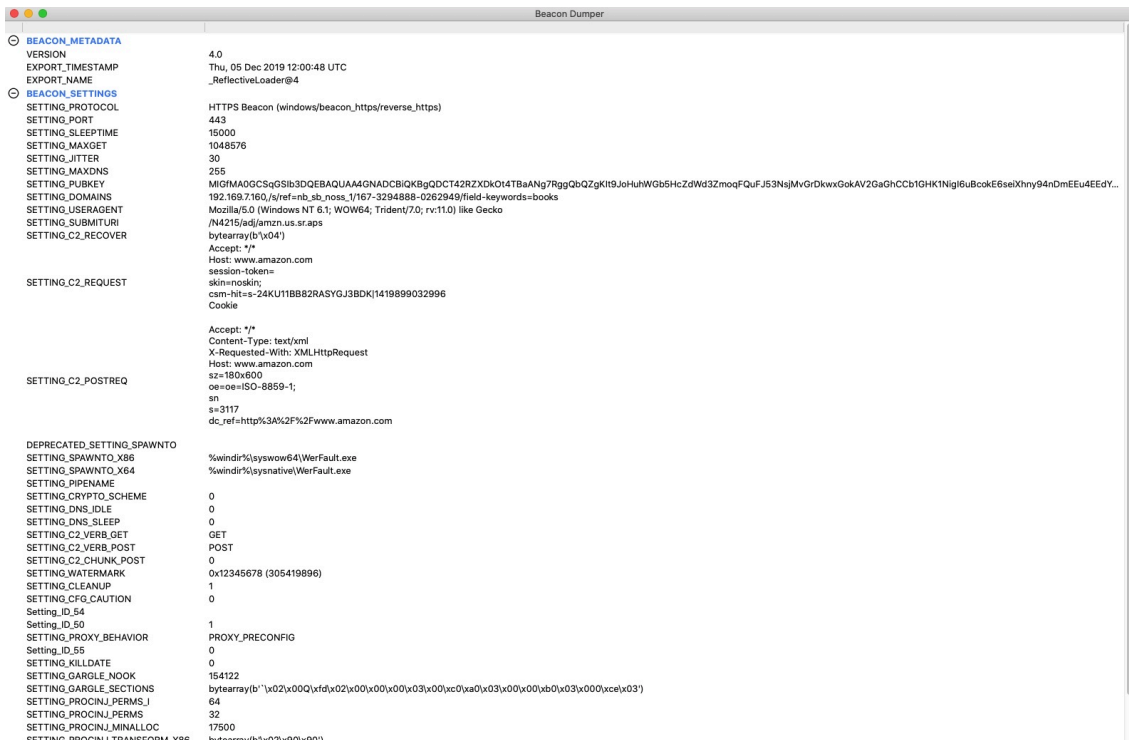 Beacon Dumper
BEACON_METADATA
VERSION 4.0
EXPORT_TIMESTAMP Thu, 05 Dec 2019 12:00:48 UTC
EXPORT_NAME _ReflectiveLoader@4
BEACON_SETTINGS
SETTING_PROTOCOL HTTPS Beacon (windows/beacon_https/reverse_https)
SETTING_PORT 443
SETTING_SLEEPTIME 15000
SETTING_MAXGET 1048576
SETTING_JITTER 30
SETTING_MAXDNS 255
SETTING_PUBKEY
SETTING_DOMAINS 192.169.7.160,/s/ref=nb_sb_noss_1/167-3294888-0262949/field-keywords=books
SETTING_USERAGENT Mozilla/5.0 (Windows NT 6.1; WOW64; Trident/7.0; rv:11.0) like Gecko
SETTING_SUBMITURI /N4215/adj/amzn.us.sr.aps
SETTING_C2_RECOVER bytearray(b'\x04')
Accept: */*
Host: www.amazon.com
session-token=
SETTING_C2_REQUEST skin=noskin;
csm-hit=s-24KU11BB82RASYGJ3BDK|1419899032996
Cookie
Accept: */*
Content-Type: text/xml
X-Requested-With: XMLHttpRequest
Host: www.amazon.com
SETTING_C2_POSTREQ sz=180x600
oe=oe=ISO-8859-1;
sn
s=3117
dc_ref=http%3A%2F%2Fwww.amazon.com
DEPRECATED_SETTING_SPAWNTO
SETTING_SPAWNTO_X86 %windir%\syswow64\WerFault.exe
SETTING_SPAWNTO_X64 %windir%\sysnative\WerFault.exe
SETTING_PIPENAME
SETTING_CRYPTO_SCHEME 0
SETTING_DNS_IDLE 0
SETTING_DNS_SLEEP 0
SETTING_C2_VERB_GET GET
SETTING_C2_VERB_POST POST
SETTING_C2_CHUNK_POST 0
SETTING_WATERMARK 0x12345678 (305419896)
SETTING_CLEANUP 1
SETTING_CFG_CAUTION 0
Setting_ID_54
Setting_ID_50 1
SETTING_PROXY_BEHAVIOR PROXY_PRECONFIG
Setting_ID_55 0
SETTING_KILLDATE 0
SETTING_GARGLE_NOOK 154122
SETTING_GARGLE_SECTIONS bytearray(b'`\x02\x00Q\xfd\x02\x00\x00\x00\x03\x00\xc0\xa0\x03\x00\x00\xb0\x03\x000\xce\x03')
SETTING_PROCINJ_PERMS_I 64
SETTING_PROCINJ_PERMS 32
SETTING_PROCINJ_MINALLOC 17500
SETTING_PROCINJ_TRANSFORM_X86 bytearray(b'\x02\x90\x90')